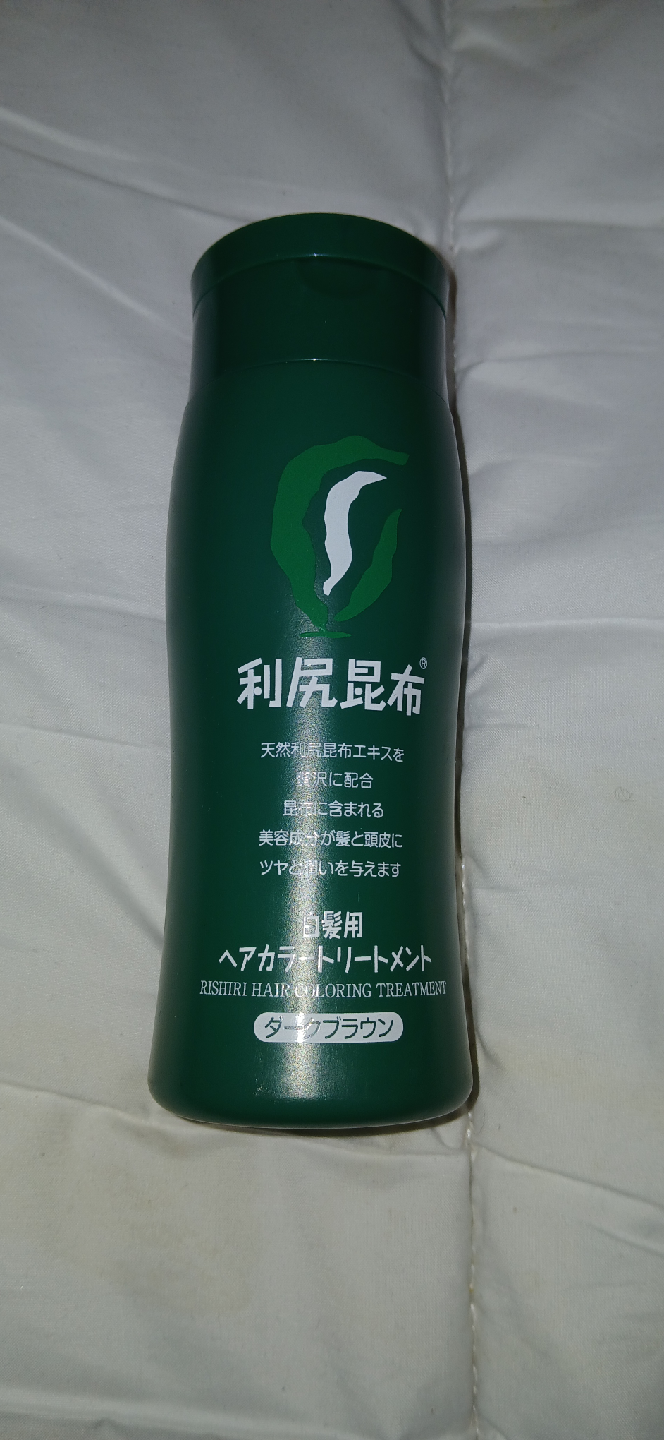 利尻昆布®
天然利尻昆布エキスを
贅沢に配合
昆布に含まれる
美容成分が髪と頭皮に
ツヤと潤いを与えます
白髪用
ヘアカラートリートメント
RISHIRI HAIR COLORING TREATMENT
ダークブラウン